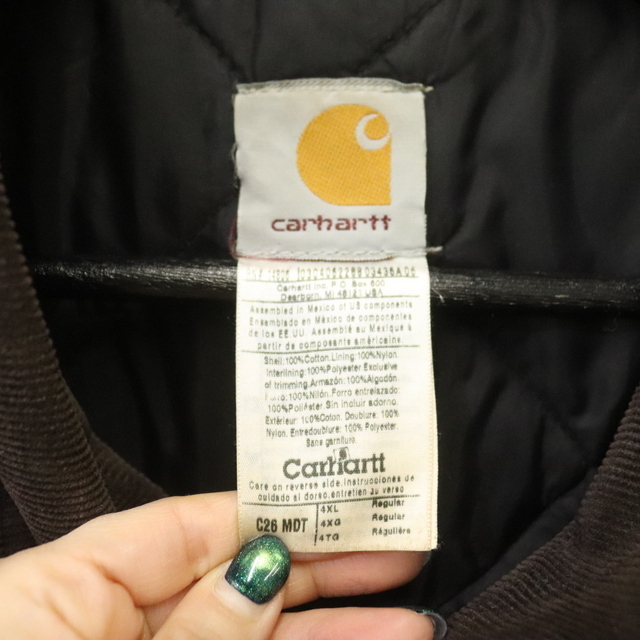 carhartt
Carhartt Inc. P.O. Box 600
Dearborn, MI 48121 USA
Assembled in Mexico of US Components
Ensamblado en Mexico de componentes
de los EE.UU. Assemblé au Mexique à
partir de composants américains.
Shell:100%Cotton.Lining:100%Nylon.
Interlining:100%Polyester Exclusive
of trimming.Armazón:100%Algodón.
Forro:100%Nilón. Forro entrelazado
100%Poliéster. Sin incluir adorno.
Extérieur:100%Coton. Doublure: 100%
Nylon. Entredoublure: 100% Polyester.
Sans garniture.
Carhartt
Care on reverse side.Instrucciones de
cuidado al dorso.entretien au verso
C26 MDT
4XL Regular
4XG Regular
4TG Régulier